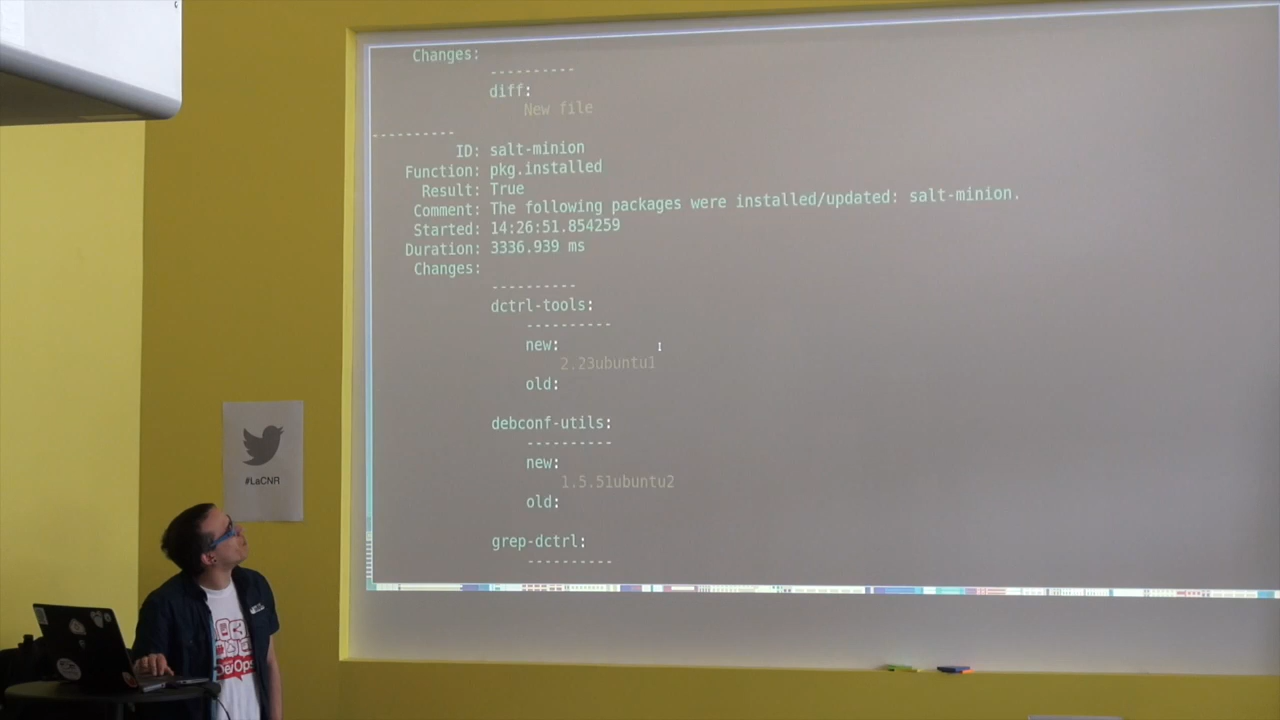 Changes:
----------
diff:
New file
----------
ID: salt-minion
Function: pkg.installed
Result: True
Comment: The following packages were installed/updated: salt-minion.
Started: 14:26:51.854259
Duration: 3336.939 ms
Changes:
----------
dctrl-tools:
----------
new:
2.23ubuntu1
old:
debconf-utils:
----------
new:
1.5.51ubuntu2
old:
grep-dctrl:
----------
#LaCNR
DevOps